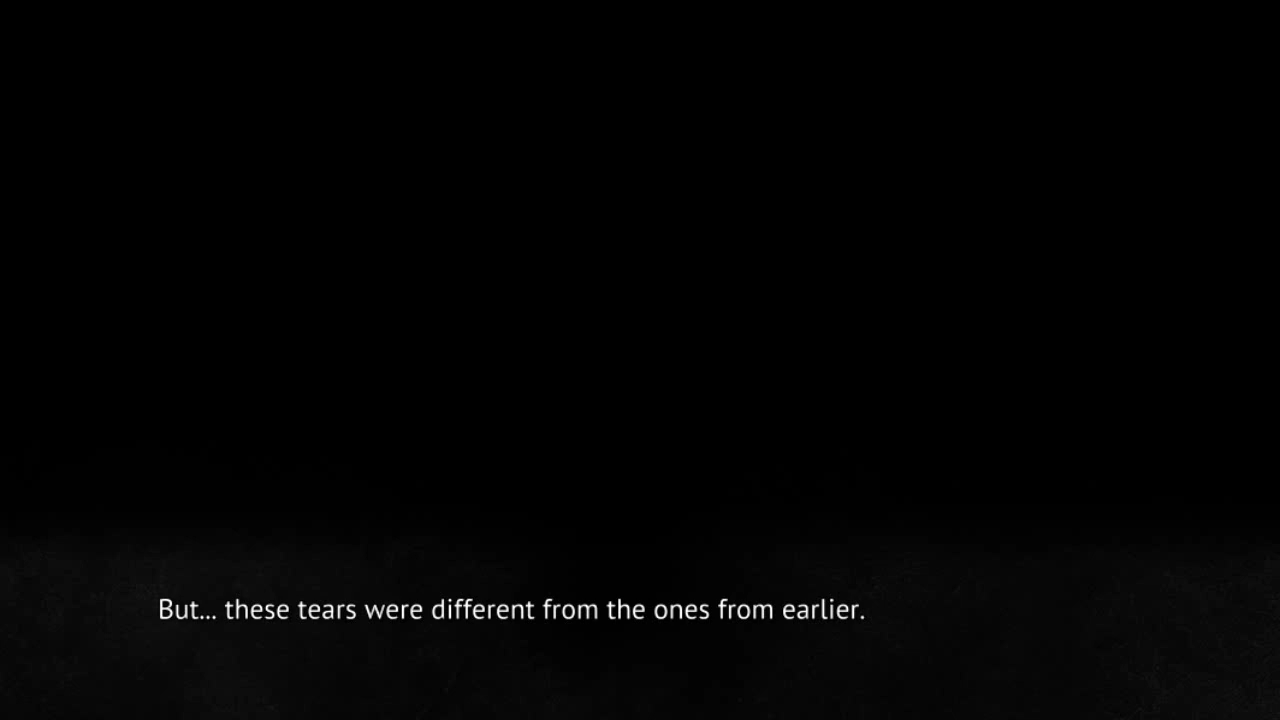 But... these tears were different from the ones from earlier.